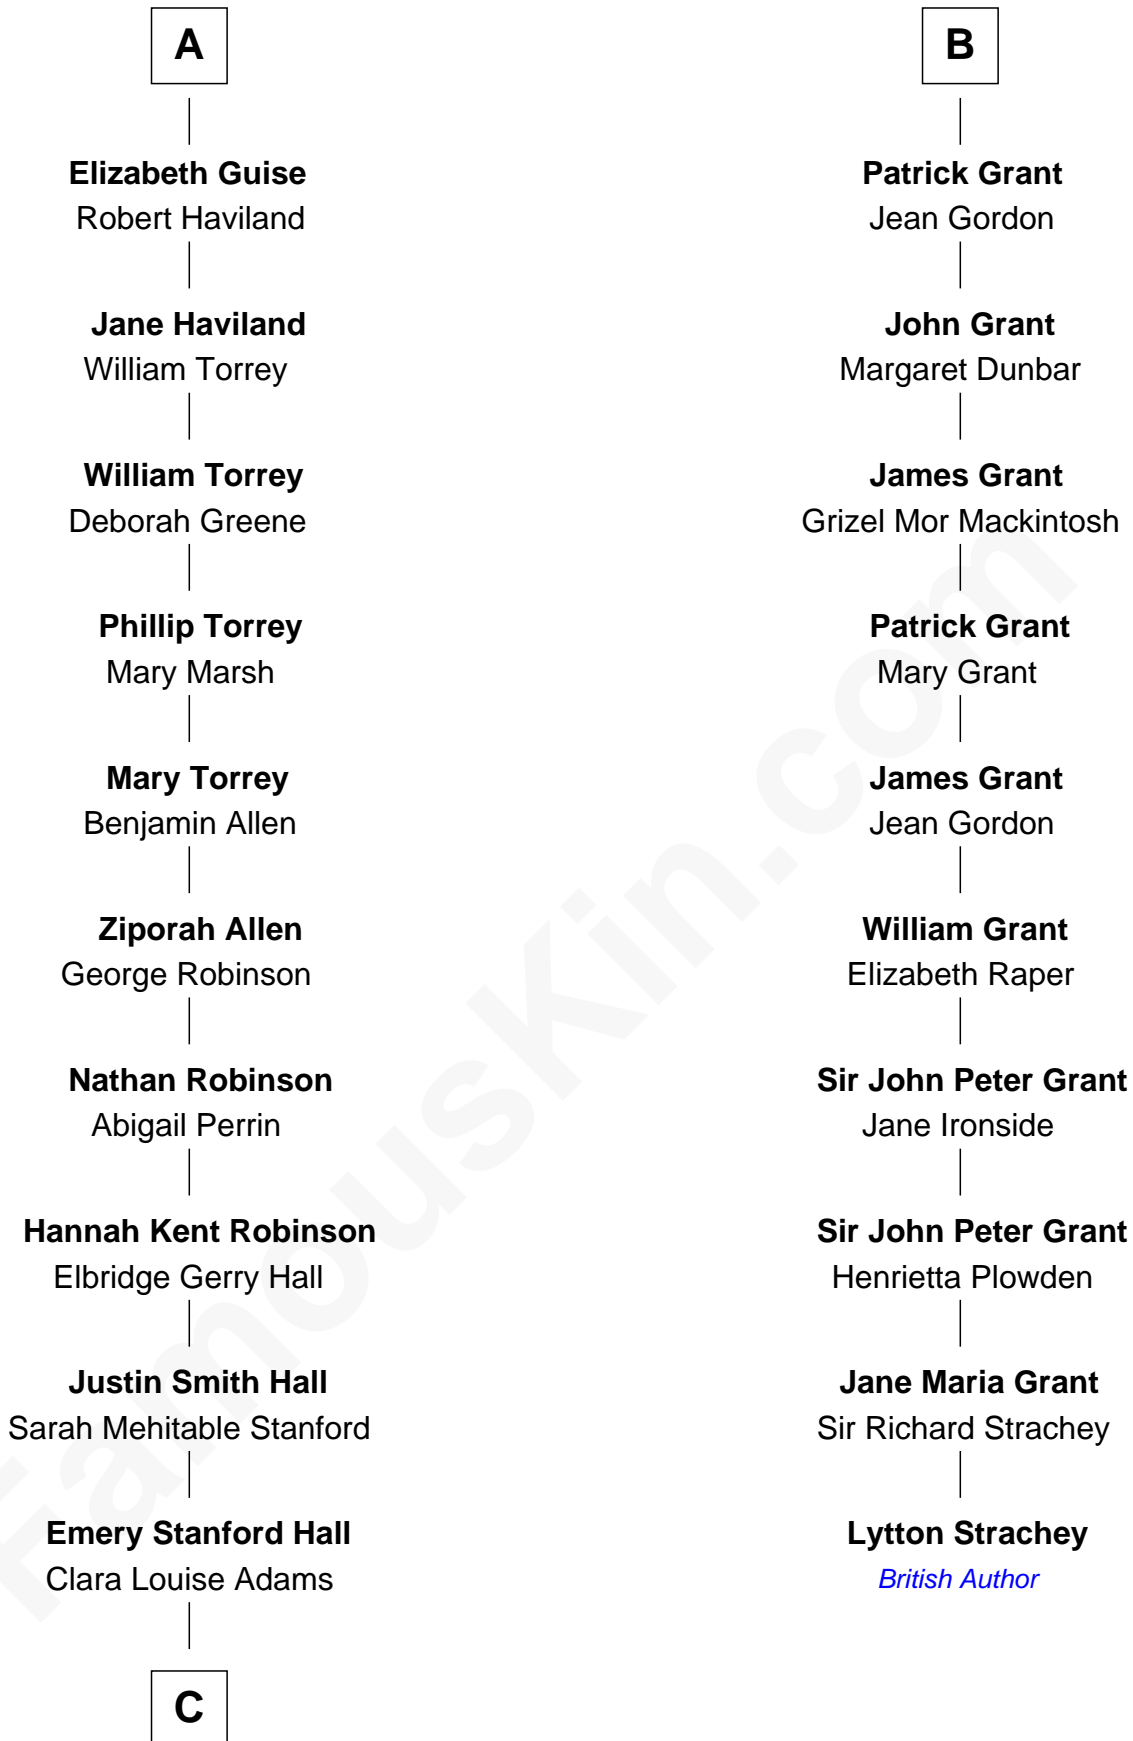 A
Elizabeth Guise
Robert Haviland
Jane Haviland
William Torrey
William Torrey
Deborah Greene
Phillip Torrey
Mary Marsh
Mary Torrey
Benjamin Allen
Ziporah Allen
George Robinson
Nathan Robinson
Abigail Perrin
Hannah Kent Robinson
Elbridge Gerry Hall
Justin Smith Hall
Sarah Mehitable Stanford
Emery Stanford Hall
Clara Louise Adams
C
B
Patrick Grant
Jean Gordon
John Grant
Margaret Dunbar
James Grant
Grizel Mor Mackintosh
Patrick Grant
Mary Grant
James Grant
Jean Gordon
William Grant
Elizabeth Raper
Sir John Peter Grant
Jane Ironside
Sir John Peter Grant
Henrietta Plowden
Jane Maria Grant
Sir Richard Strachey
Lytton Strachey
British Author
FamousKin.com